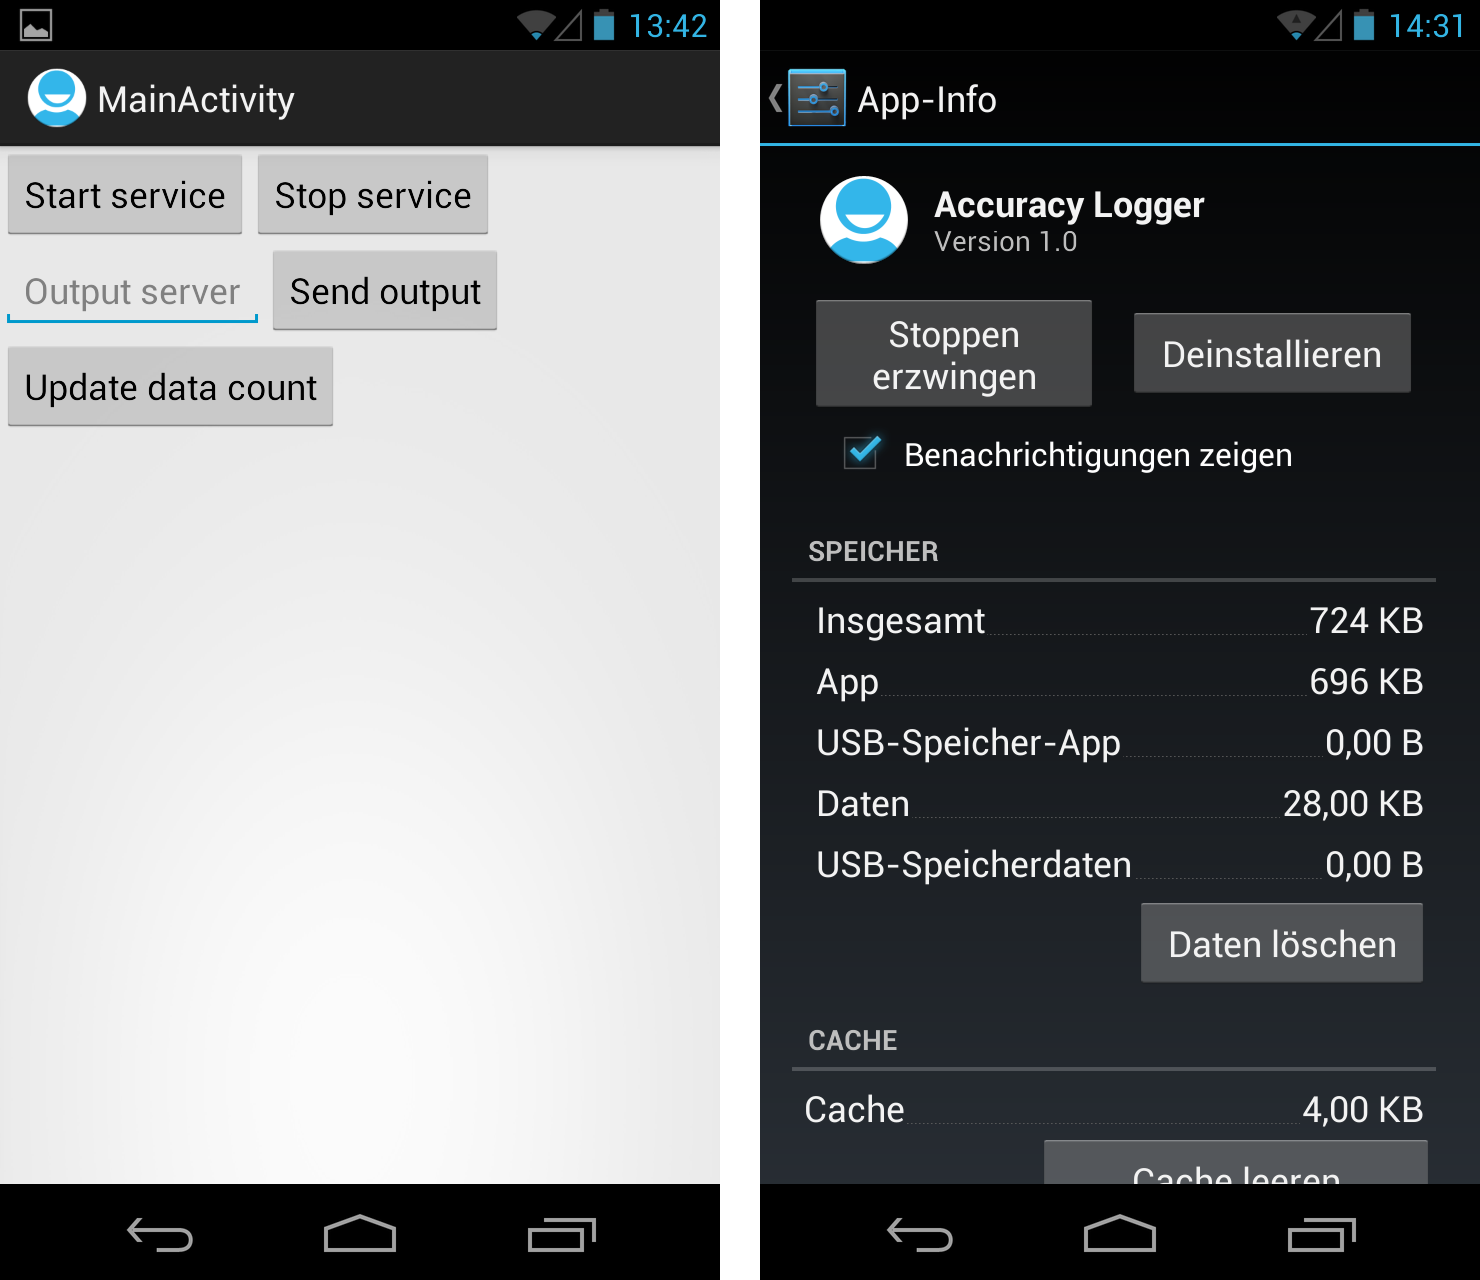 13:42
MainActivity
Start service Stop service
Output server Send output
Update data count
14:31
App-Info
Accuracy Logger
Version 1.0
Stoppen
erzwingen
Deinstallieren
Benachrichtigungen zeigen
SPEICHER
Insgesamt 724 KB
App 696 KB
USB-Speicher-App 0,00 B
Daten 28,00 KB
USB-Speicherdaten 0,00 B
Daten löschen
CACHE
Cache 4,00 KB
Cache leeren